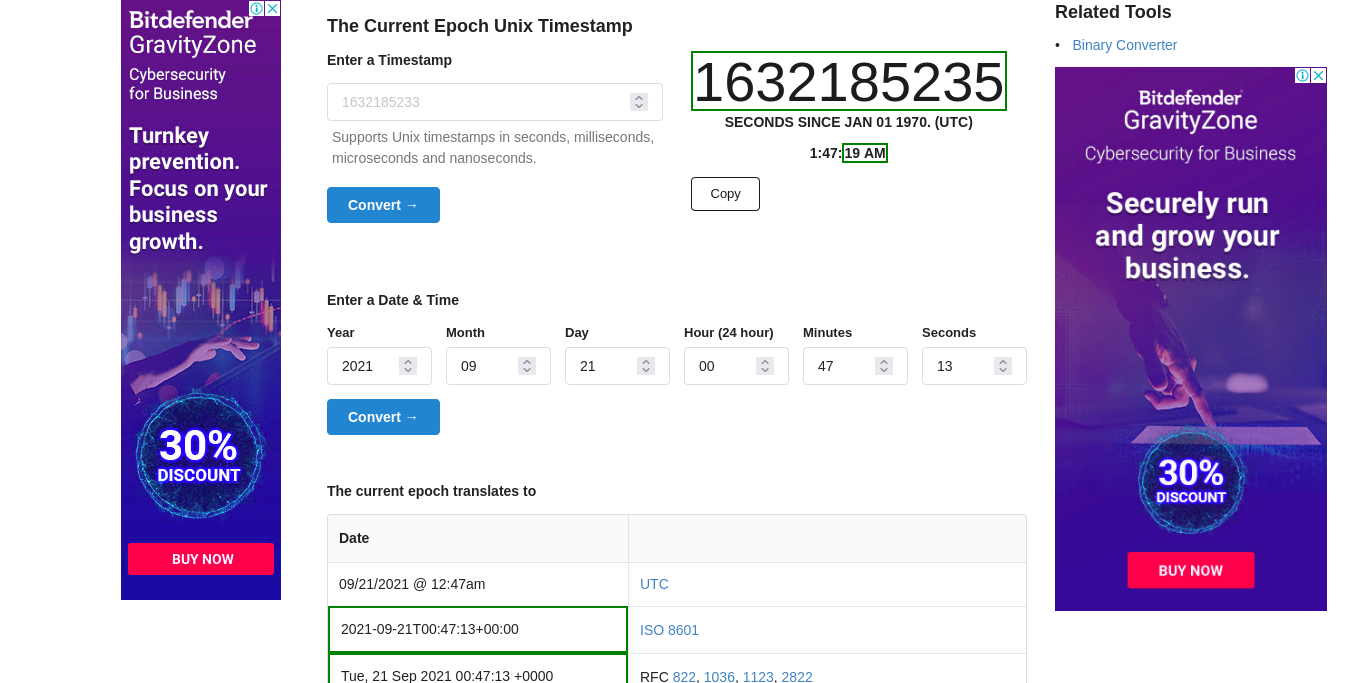 Bitdefender
GravityZone
Cybersecurity
for Business
Turnkey
prevention.
Focus on your
business
growth.
30%
DISCOUNT
BUY NOW
The Current Epoch Unix Timestamp
Enter a Timestamp
1632185233
Supports Unix timestamps in seconds, milliseconds,
microseconds and nanoseconds.
Convert →
1632185235
SECONDS SINCE JAN 01 1970. (UTC)
1:47:19 AM
Copy
Enter a Date & Time
Year Month Day Hour (24 hour) Minutes Seconds
2021 09 21 00 47 13
Convert →
The current epoch translates to
Date
09/21/2021 @ 12:47am UTC
2021-09-21T00:47:13+00:00 ISO 8601
Tue, 21 Sep 2021 00:47:13 +0000 RFC 822, 1036, 1123, 2822
Related Tools
• Binary Converter
Bitdefender
GravityZone
Cybersecurity for Business
Securely run
and grow your
business.
30%
DISCOUNT
BUY NOW